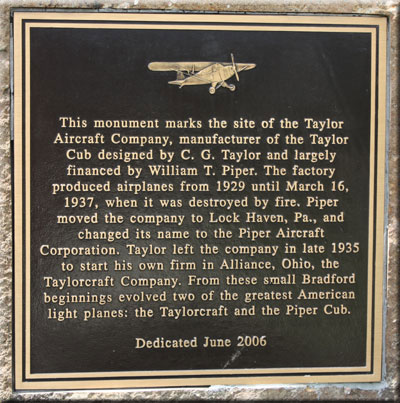 This monument marks the site of the Taylor
Aircraft Company, manufacturer of the Taylor
Cub designed by C. G. Taylor and largely
financed by William T. Piper. The factory
produced airplanes from 1929 until March 16,
1937, when it was destroyed by fire. Piper
moved the company to Lock Haven, Pa., and
changed its name to the Piper Aircraft
Corporation. Taylor left the company in late 1935
to start his own firm in Alliance, Ohio, the
Taylorcraft Company. From these small Bradford
beginnings evolved two of the greatest American
light planes: the Taylorcraft and the Piper Cub.
Dedicated June 2006